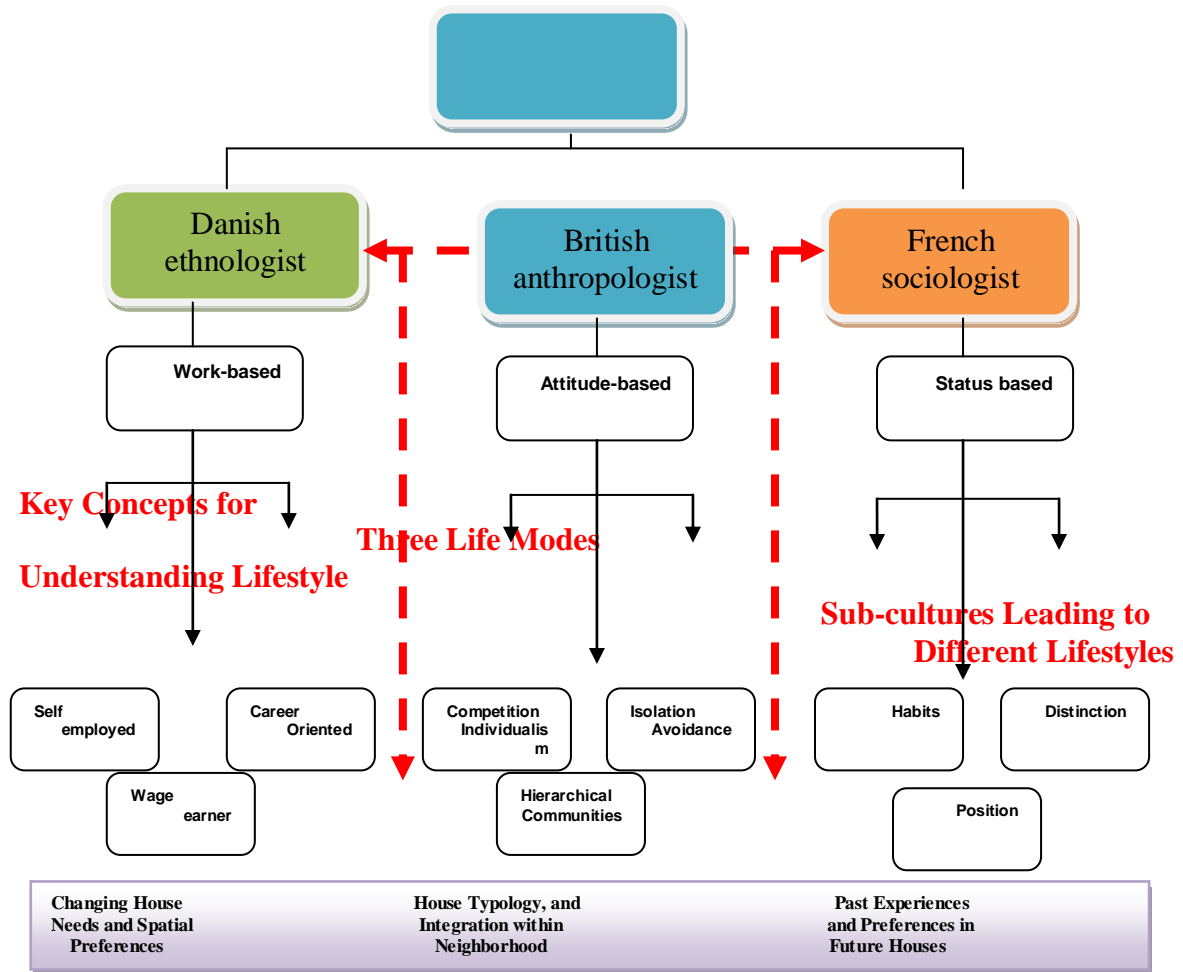 Danish
ethnologist
British
anthropologist
French
sociologist
Work-based
Attitude-based
Status based
Key Concepts for
Understanding Lifestyle
Three Life Modes
Sub-cultures Leading to
Different Lifestyles
Self
employed
Career
Oriented
Wage
earner
Competition
Individualis
m
Isolation
Avoidance
Hierarchical
Communities
Habits
Distinction
Position
Changing House
Needs and Spatial
Preferences
House Typology, and
Integration within
Neighborhood
Past Experiences
and Preferences in
Future Houses